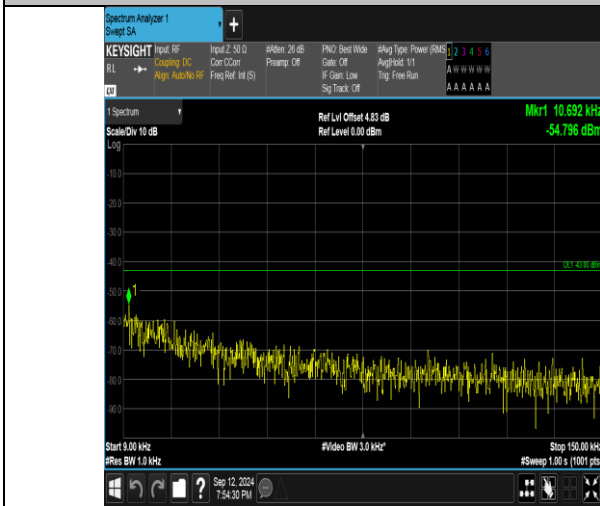 Spectrum Analyzer 1
Swept SA
+
KEYSIGHT Input: RF Input Z: 50 Ω #Atten: 26 dB PNO: Best Wide #Avg Type: Power (RMS 1 2 3 4 5 6
RL Coupling: DC Corr CCorr Preamp: Off Gate: Off Avg|Hold: 1/1 A W W W W W
Align: Auto/No RF Freq Ref: Int (S) IF Gain: Low Trig: Free Run
Sig Track: Off A A A A A A
1 Spectrum Ref Lvl Offset 4.83 dB Mkr1 10.692 kHz
Scale/Div 10 dB Ref Level 0.00 dBm -54.796 dBm
Log
-10.0
-20.0
-30.0
-40.0
DL1 -43.00 dBm
-50.0
1
-60.0
-70.0
-80.0
-90.0
Start 9.00 kHz #Video BW 3.0 kHz* Stop 150.00 kHz
#Res BW 1.0 kHz #Sweep 1.00 s (1001 pts
? Sep 12, 2024
7:54:30 PM